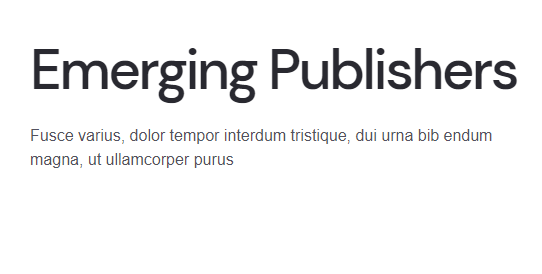 Emerging Publishers
Fusce varius, dolor tempor interdum tristique, dui urna bib endum
magna, ut ullamcorper purus